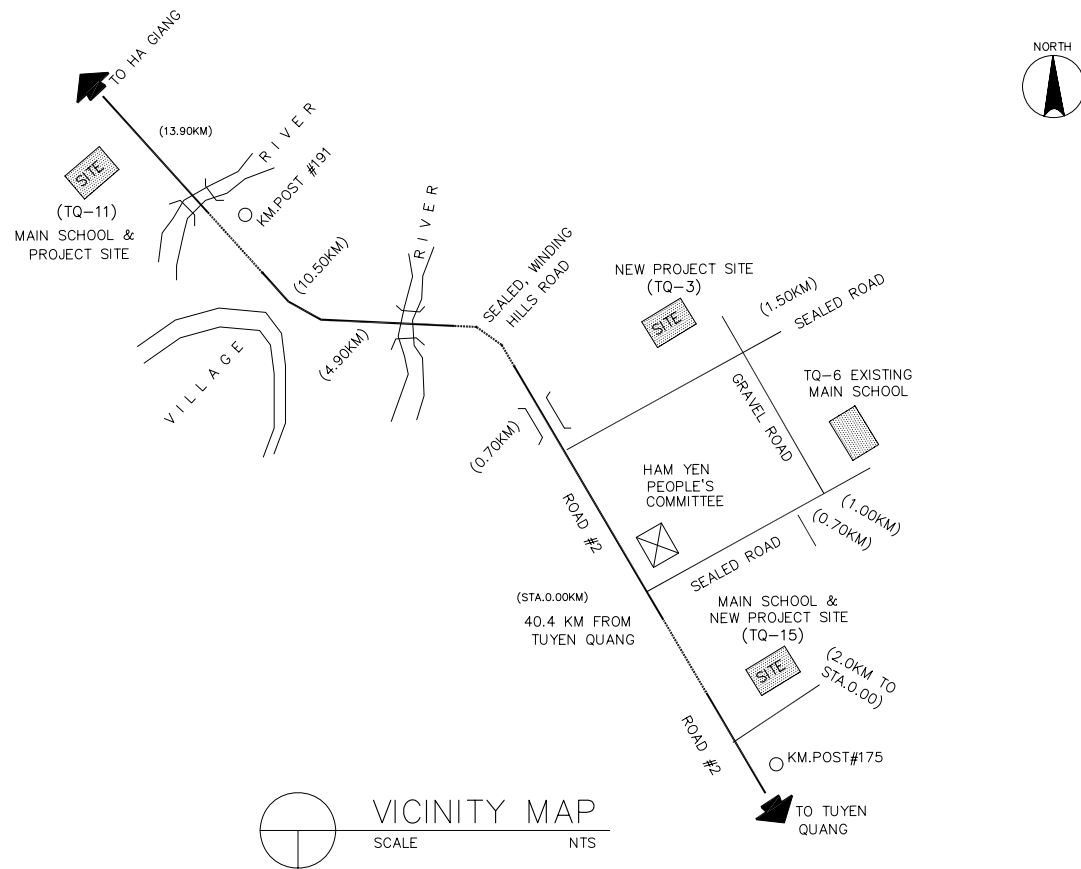 TO HA GIANG
NORTH
(13.90KM)
RIVER
SITE
(TQ-11)
MAIN SCHOOL &
PROJECT SITE
KM.POST #191
(10.50KM)
RIVER
SEALED, WINDING
HILLS ROAD
VILLAGE
(4.90KM)
NEW PROJECT SITE
(TQ-3)
SITE
(1.50KM)
SEALED ROAD
GRAVEL ROAD
TQ-6 EXISTING
MAIN SCHOOL
(0.70KM)
HAM YEN
PEOPLE'S
COMMITTEE
ROAD #2
(1.00KM)
(0.70KM)
SEALED ROAD
(STA.0.00KM)
40.4 KM FROM
TUYEN QUANG
MAIN SCHOOL &
NEW PROJECT SITE
(TQ-15)
SITE
(2.0KM TO
STA.0.00)
ROAD #2
KM.POST#175
TO TUYEN
QUANG
VICINITY MAP
SCALE NTS